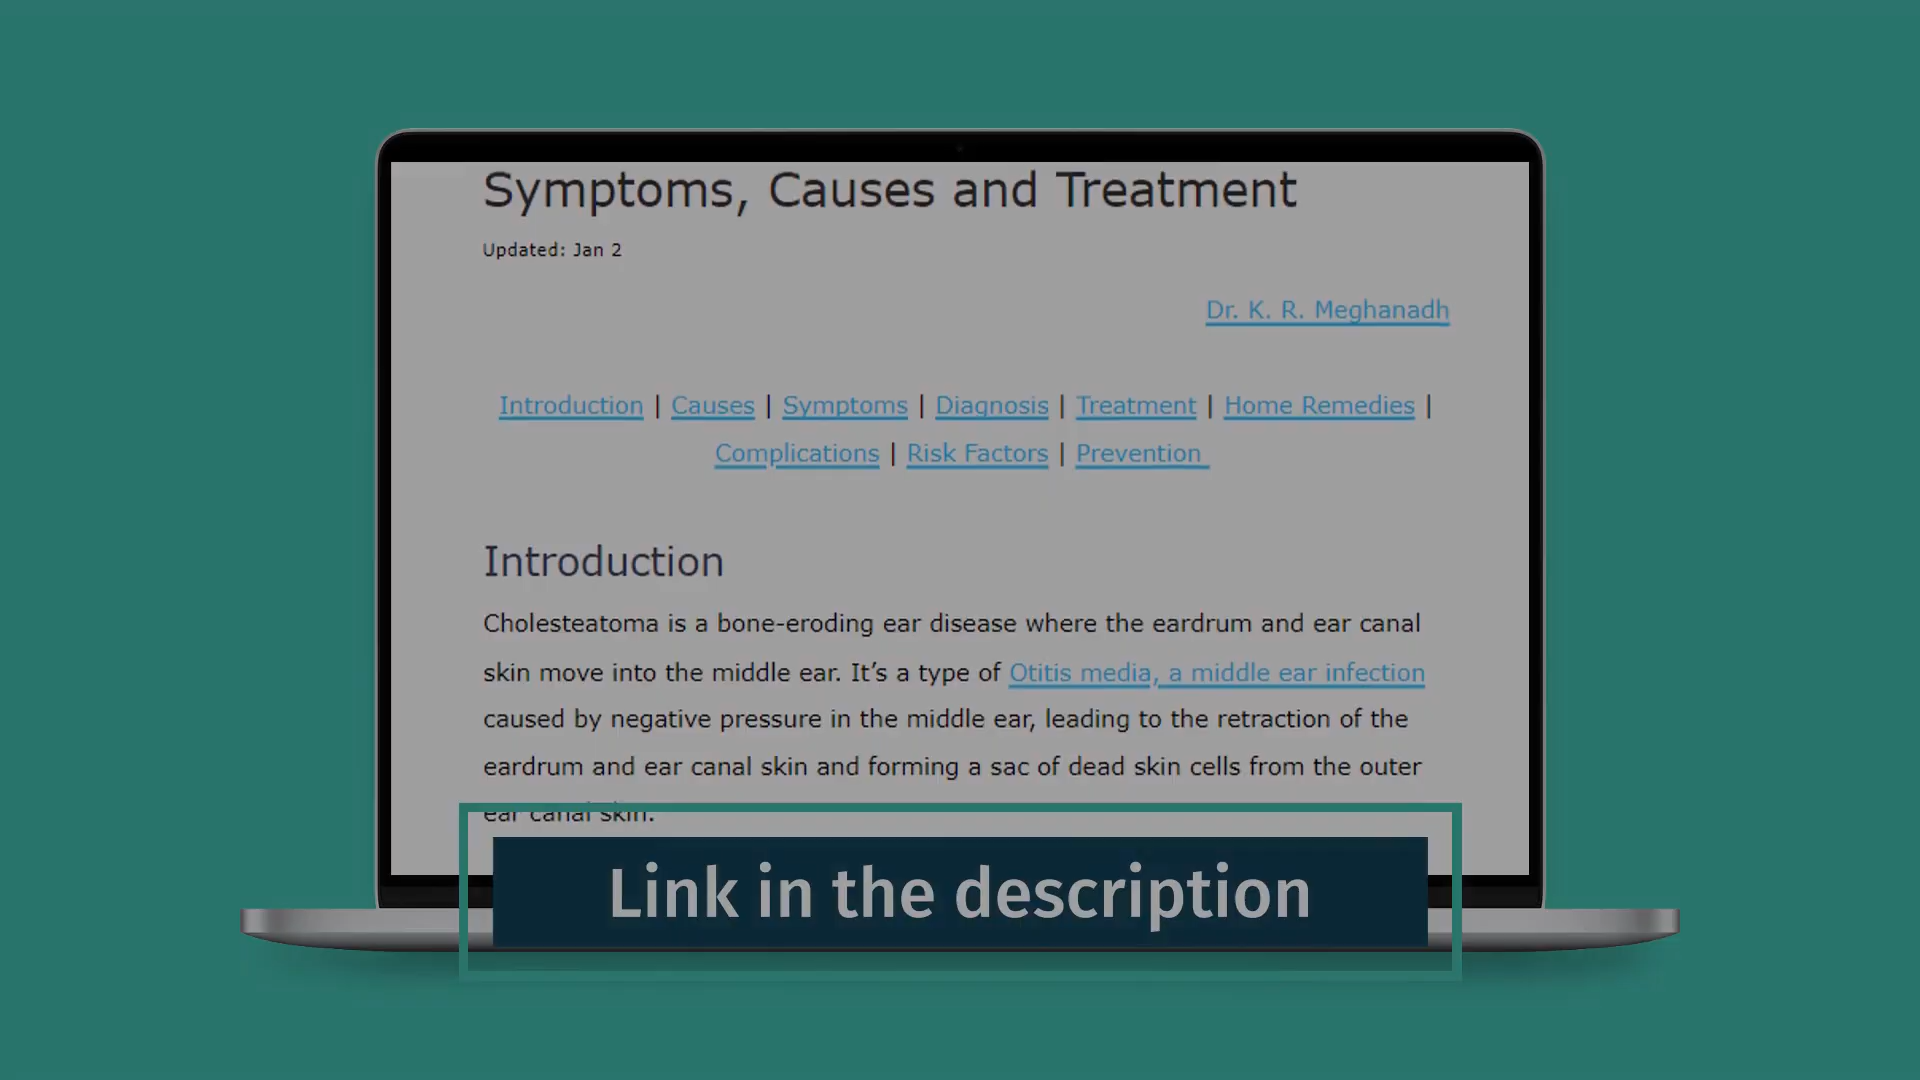 Symptoms, Causes and Treatment
Updated: Jan 2
Dr. K. R. Meghanadh
Introduction | Causes | Symptoms | Diagnosis | Treatment | Home Remedies |
Complications | Risk Factors | Prevention
Introduction
Cholesteatoma is a bone-eroding ear disease where the eardrum and ear canal
skin move into the middle ear. It’s a type of Otitis media, a middle ear infection
caused by negative pressure in the middle ear, leading to the retraction of the
eardrum and ear canal skin and forming a sac of dead skin cells from the outer
ear canal skin.
Link in the description